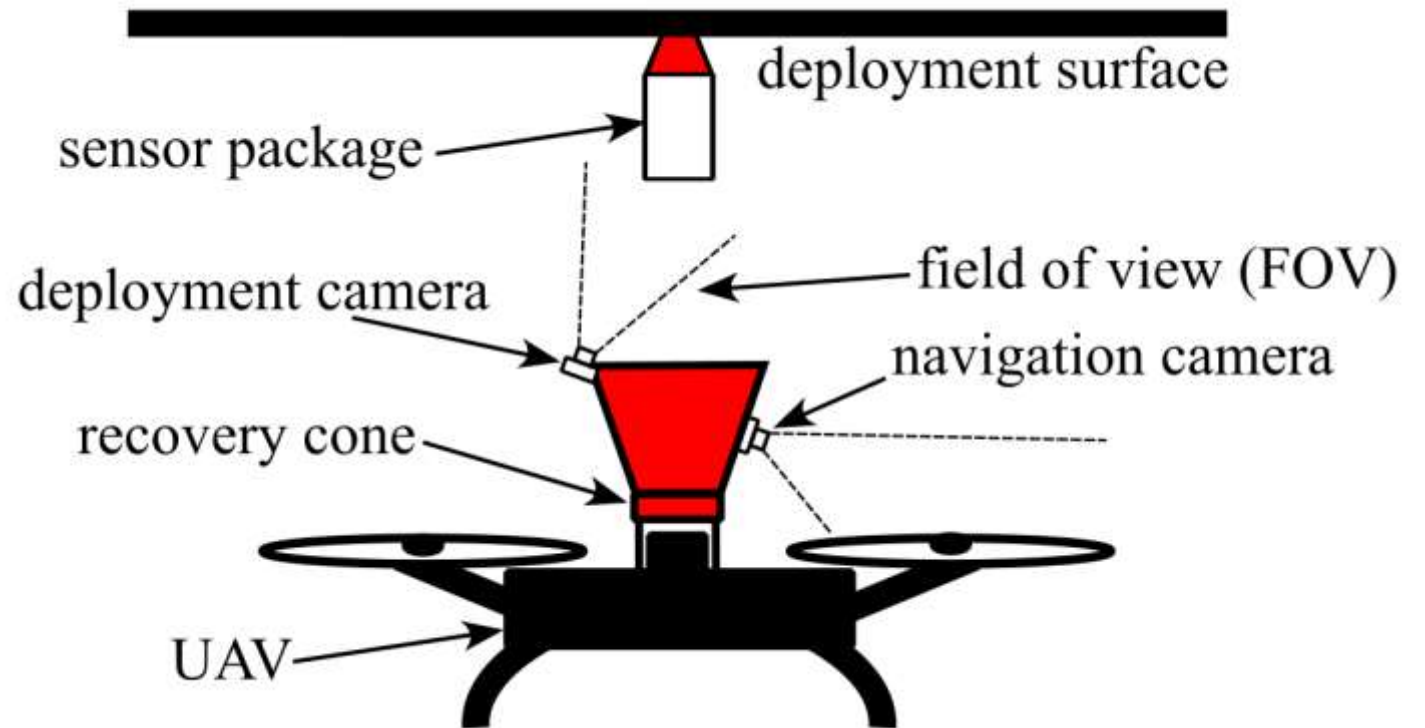 deployment surface
sensor package
field of view (FOV)
deployment camera
navigation camera
recovery cone
UAV